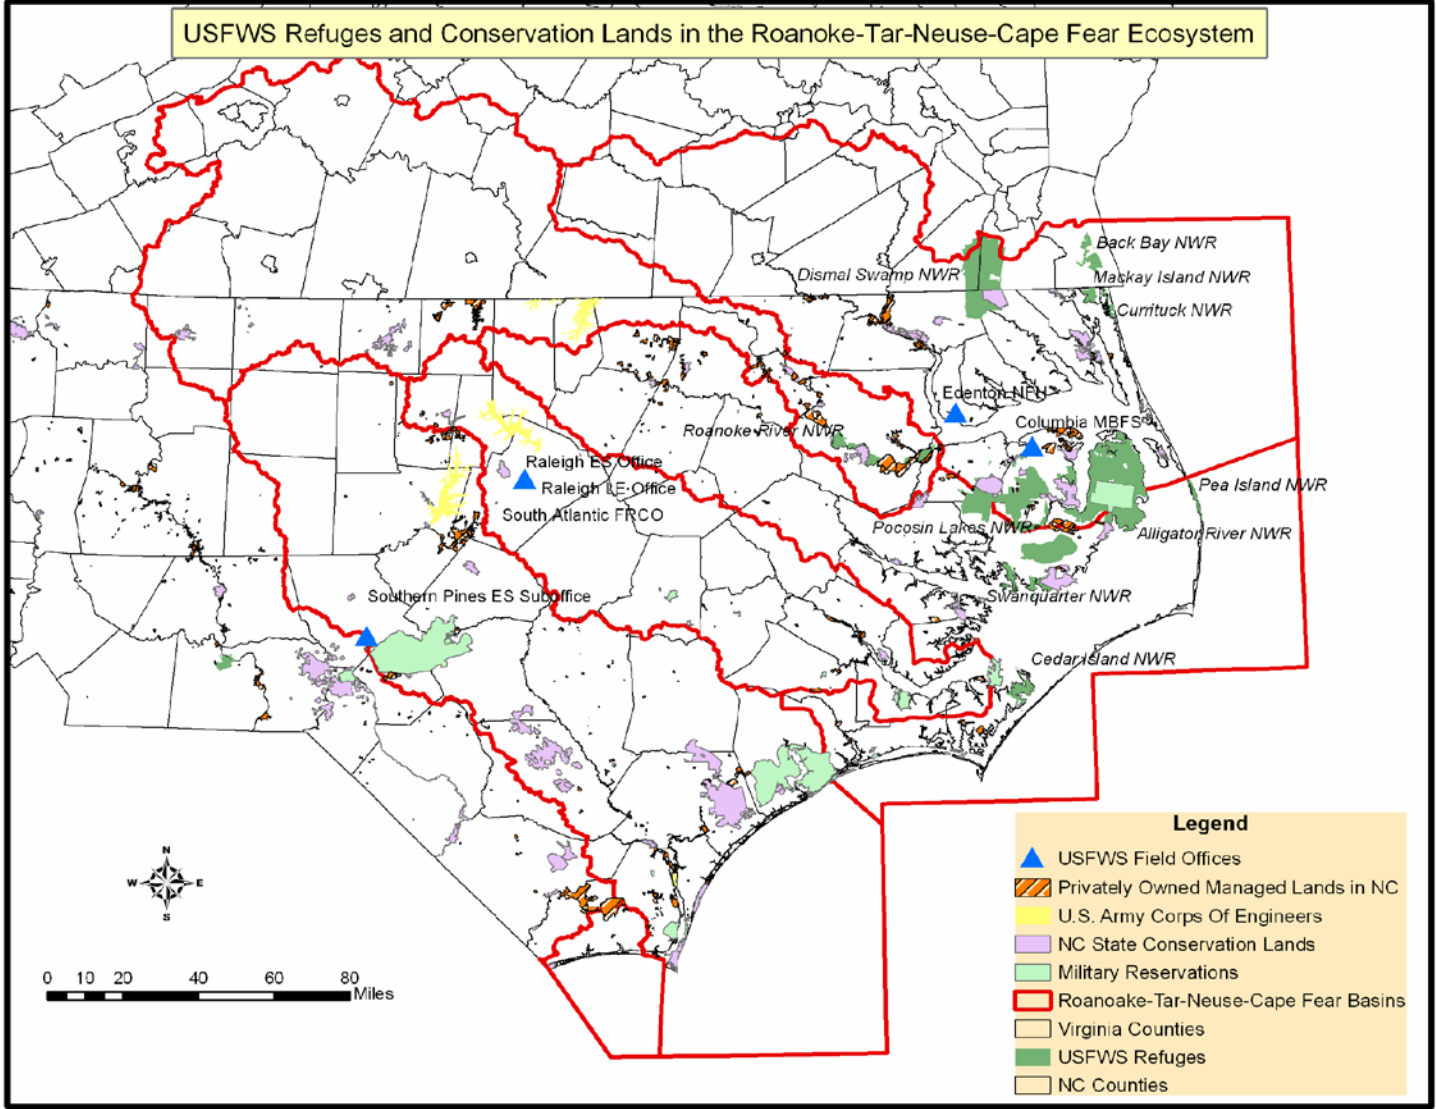 USFWS Refuges and Conservation Lands in the Roanoke-Tar-Neuse-Cape Fear Ecosystem
Back Bay NWR
Dismal Swamp NWR
Mackay Island NWR
Currituck NWR
Edenton NFH
Columbia MBFS
Roanoke River NWR
Raleigh ES Office
Raleigh LE Office
South Atlantic FRCO
Pea Island NWR
Pocosin Lakes NWR
Alligator River NWR
Southern Pines ES Suboffice
Swanquarter NWR
Cedar Island NWR
N
W E
S
0 10 20 40 60 80
Miles
Legend
USFWS Field Offices
Privately Owned Managed Lands in NC
U.S. Army Corps Of Engineers
NC State Conservation Lands
Military Reservations
Roanoake-Tar-Neuse-Cape Fear Basins
Virginia Counties
USFWS Refuges
NC Counties